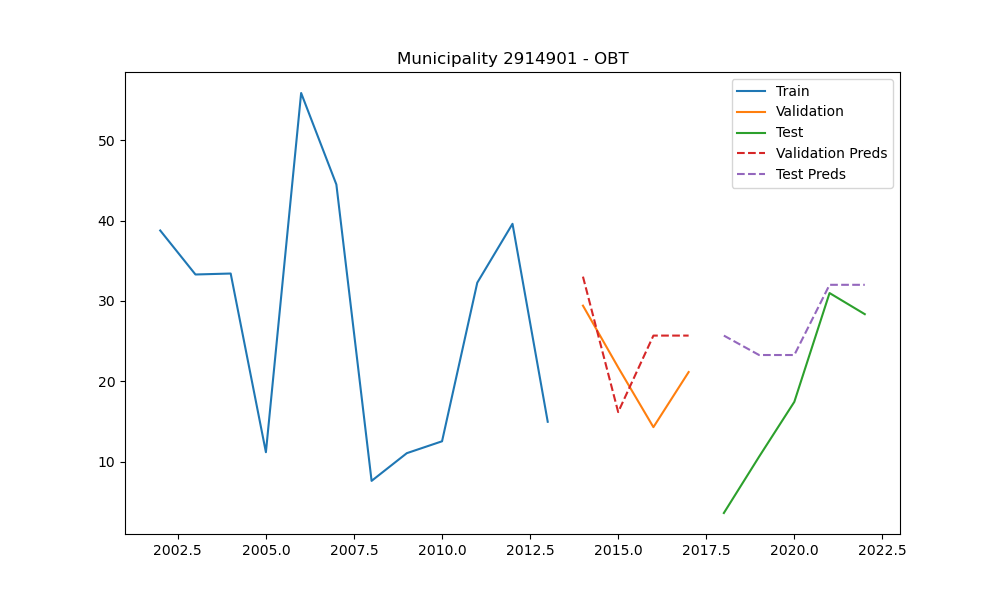 Municipality 2914901 - OBT
Train
Validation
Test
Validation Preds
Test Preds
50
40
30
20
10
2002.5 2005.0 2007.5 2010.0 2012.5 2015.0 2017.5 2020.0 2022.5